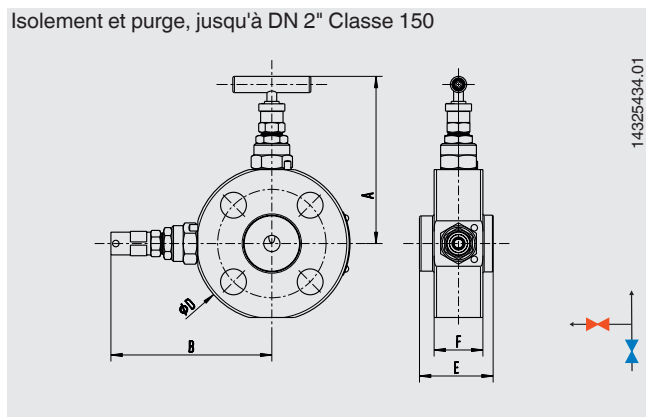 Isolement et purge, jusqu'à DN 2" Classe 150
14325434.01
A
øD
B
F
E